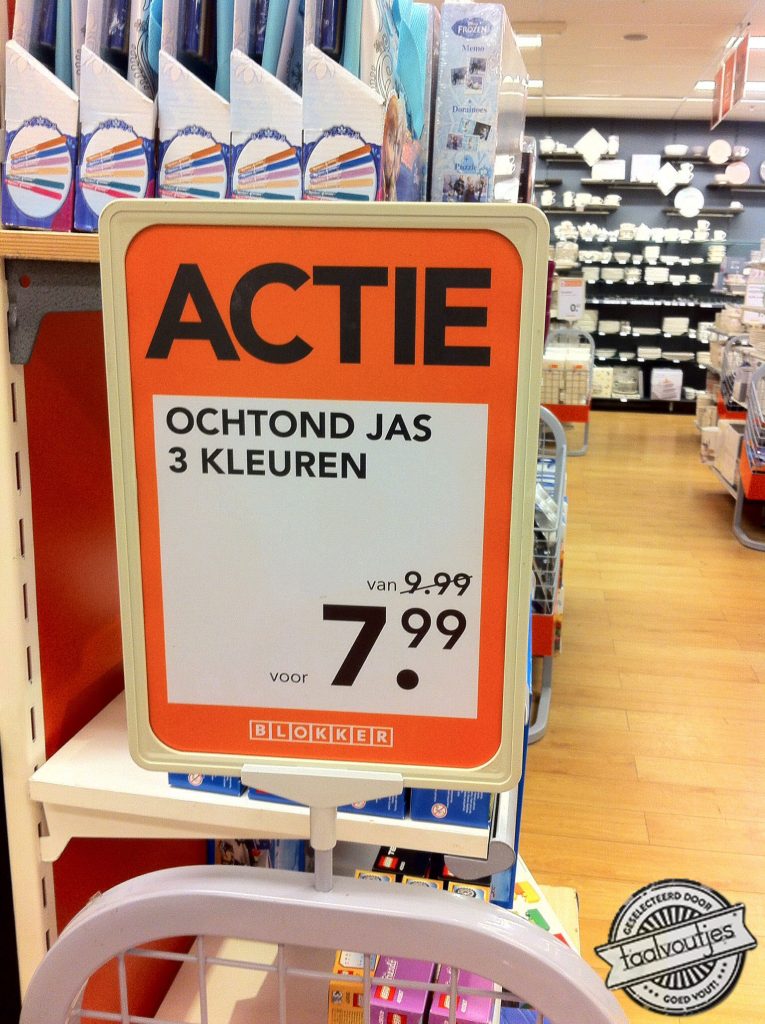 FROZEN
Memo
Dominoes
Puzzle
ACTIE
OCHTOND JAS
3 KLEUREN
van 9.99
voor 7.99
BLOKKER
GESELECTEERD DOOR
taalvoutjes
GOED VOUT!